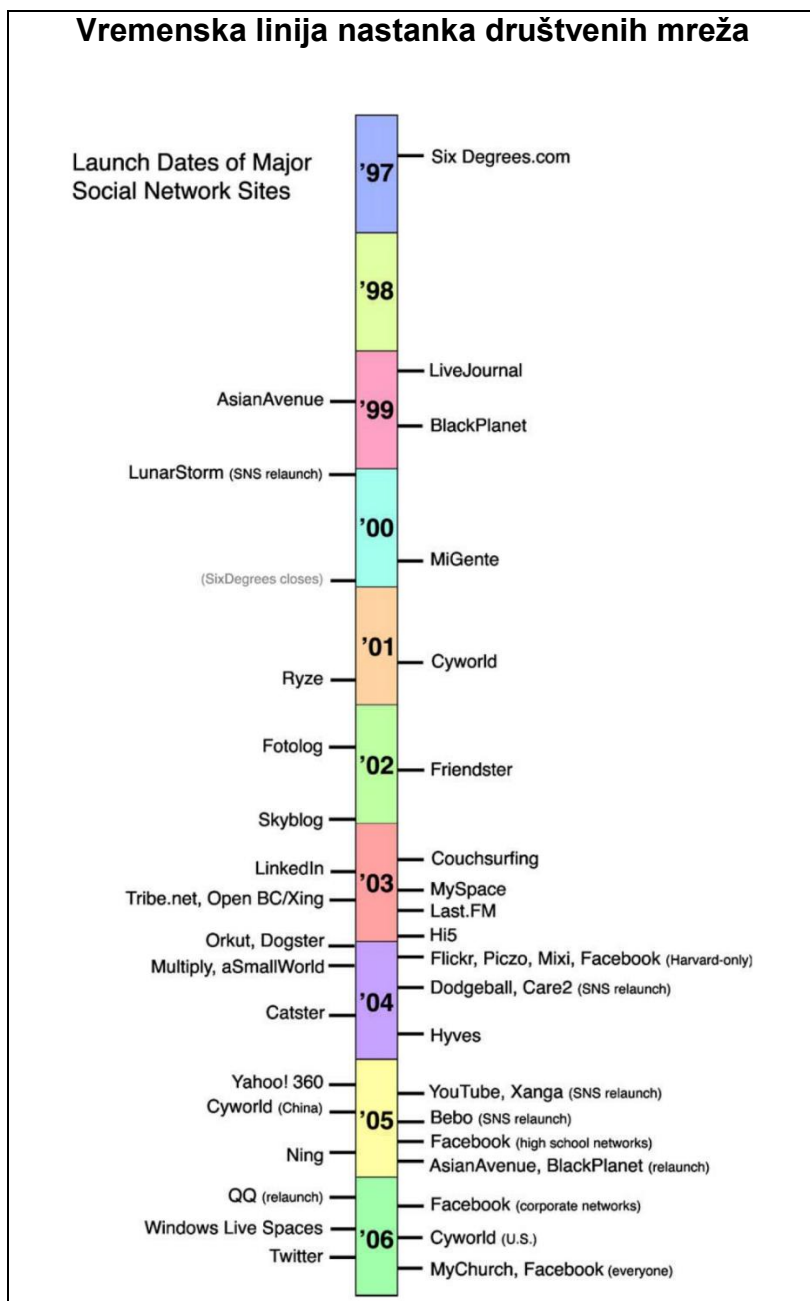 Vremenska linija nastanka društvenih mreža
Launch Dates of Major
Social Network Sites
'97
Six Degrees.com
'98
LiveJournal
AsianAvenue
'99
BlackPlanet
LunarStorm (SNS relaunch)
'00
MiGente
(SixDegrees closes)
'01
Cyworld
Ryze
Fotolog
'02
Friendster
Skyblog
Couchsurfing
LinkedIn
'03
MySpace
Tribe.net, Open BC/Xing
Last.FM
Hi5
Orkut, Dogster
Flickr, Piczo, Mixi, Facebook (Harvard-only)
Multiply, aSmallWorld
Dodgeball, Care2 (SNS relaunch)
'04
Catster
Hyves
Yahoo! 360
YouTube, Xanga (SNS relaunch)
Cyworld (China)
Bebo (SNS relaunch)
'05
Facebook (high school networks)
Ning
AsianAvenue, BlackPlanet (relaunch)
QQ (relaunch)
Facebook (corporate networks)
Windows Live Spaces
'06
Cyworld (U.S.)
Twitter
MyChurch, Facebook (everyone)